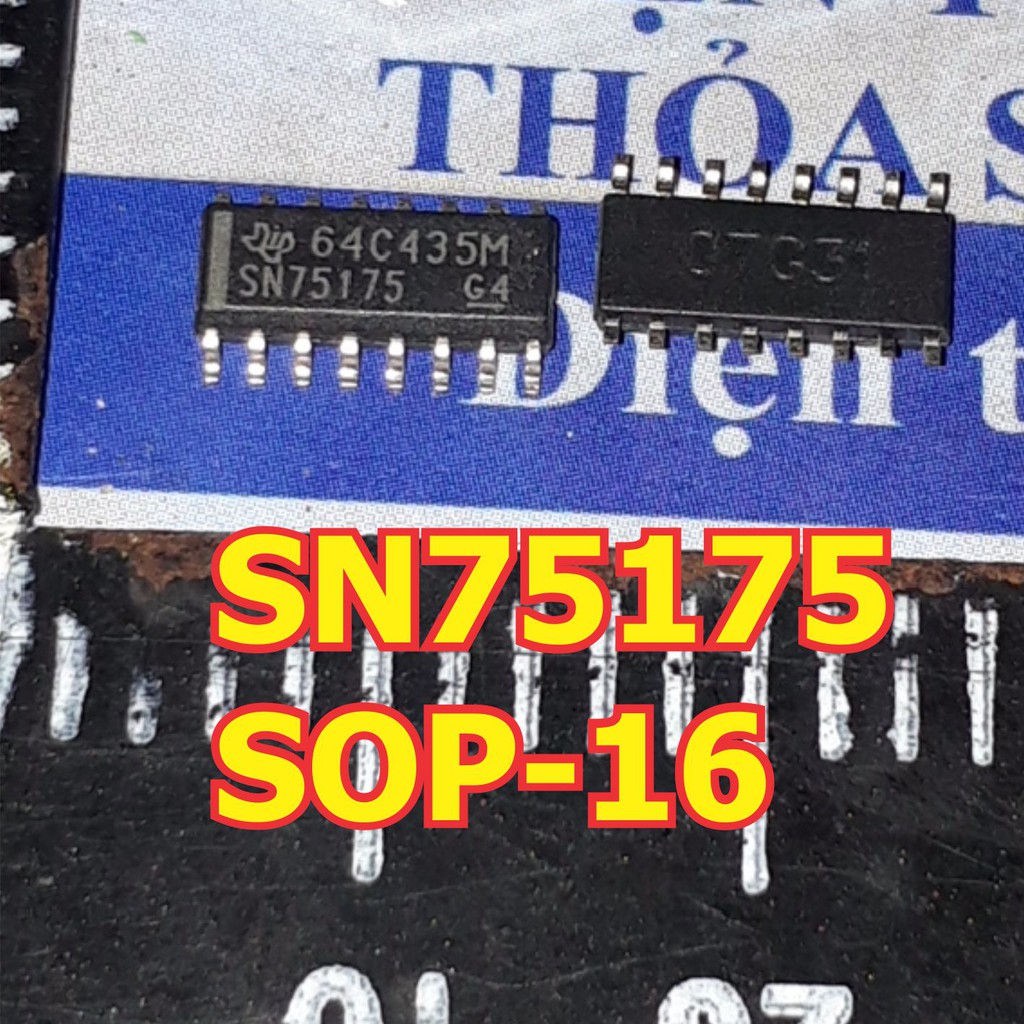 THỎA
64C435M
SN75175 G4
Điện
SN75175
SOP-16